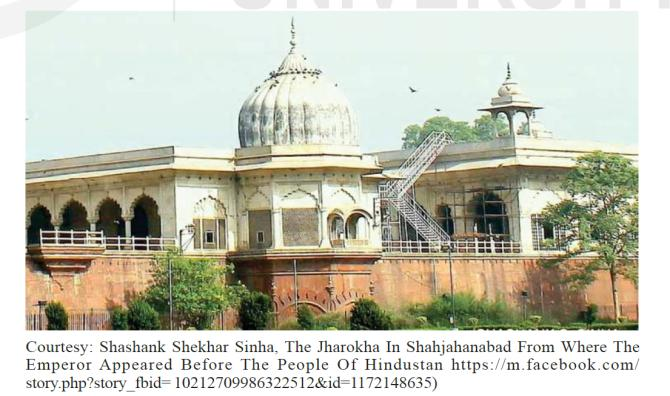 UNIVERSITY
Courtesy: Shashank Shekhar Sinha, The Jharokha In Shahjahanabad From Where The
Emperor Appeared Before The People Of Hindustan https://m.facebook.com/
story.php?story_fbid= 10212709986322512&id=1172148635)